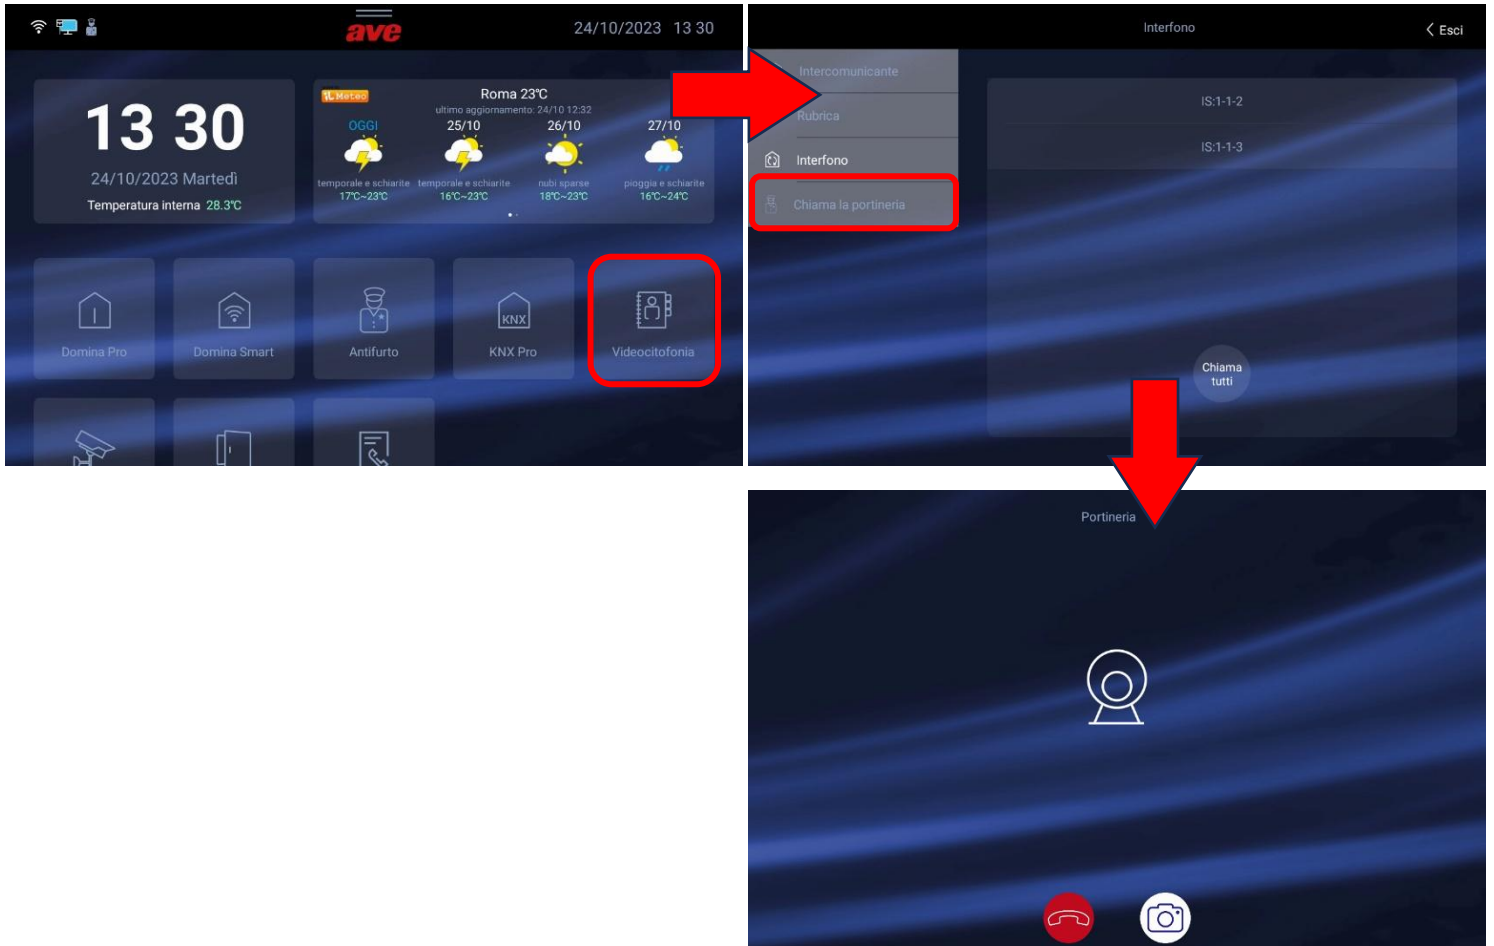 ave
24/10/2023 13 30
13 30
24/10/2023 Martedì
Temperatura interna 28.3°C
iL Meteo
Roma 23°C
ultimo aggiornamento: 24/10 12:32
OGGI 25/10 26/10 27/10
temporale e schiarite temporale e schiarite nubi sparse pioggia e schiarite
17°C~23°C 16°C~23°C 18°C~23°C 16°C~24°C
KNX
Domina Pro Domina Smart Antifurto KNX Pro Videocitofonia
Interfono
Esci
Intercomunicante
Rubrica
Interfono
Chiama la portineria
IS:1-1-2
IS:1-1-3
Chiama
tutti
Portineria